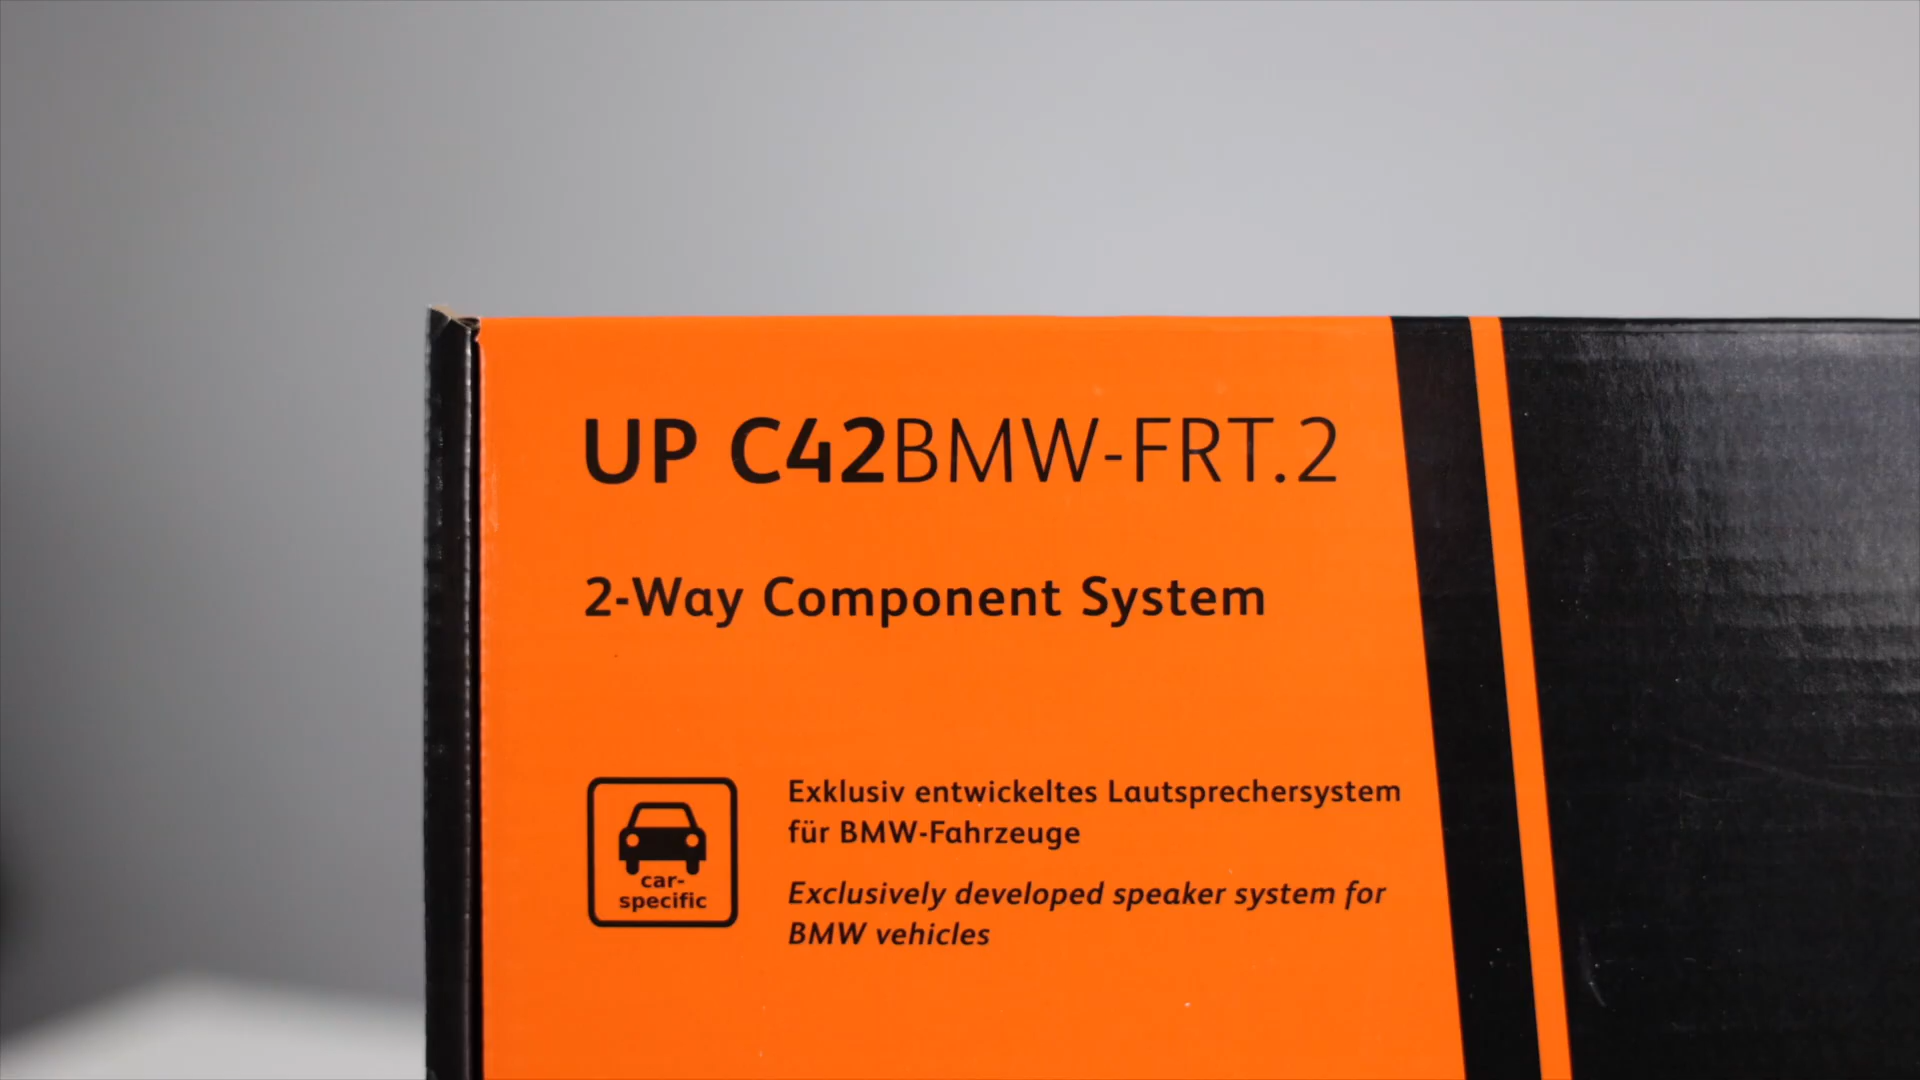 UP C42BMW-FRT.2
2-Way Component System
Exklusiv entwickeltes Lautsprechersystem
für BMW-Fahrzeuge
Exclusively developed speaker system for
BMW vehicles
car-
specific